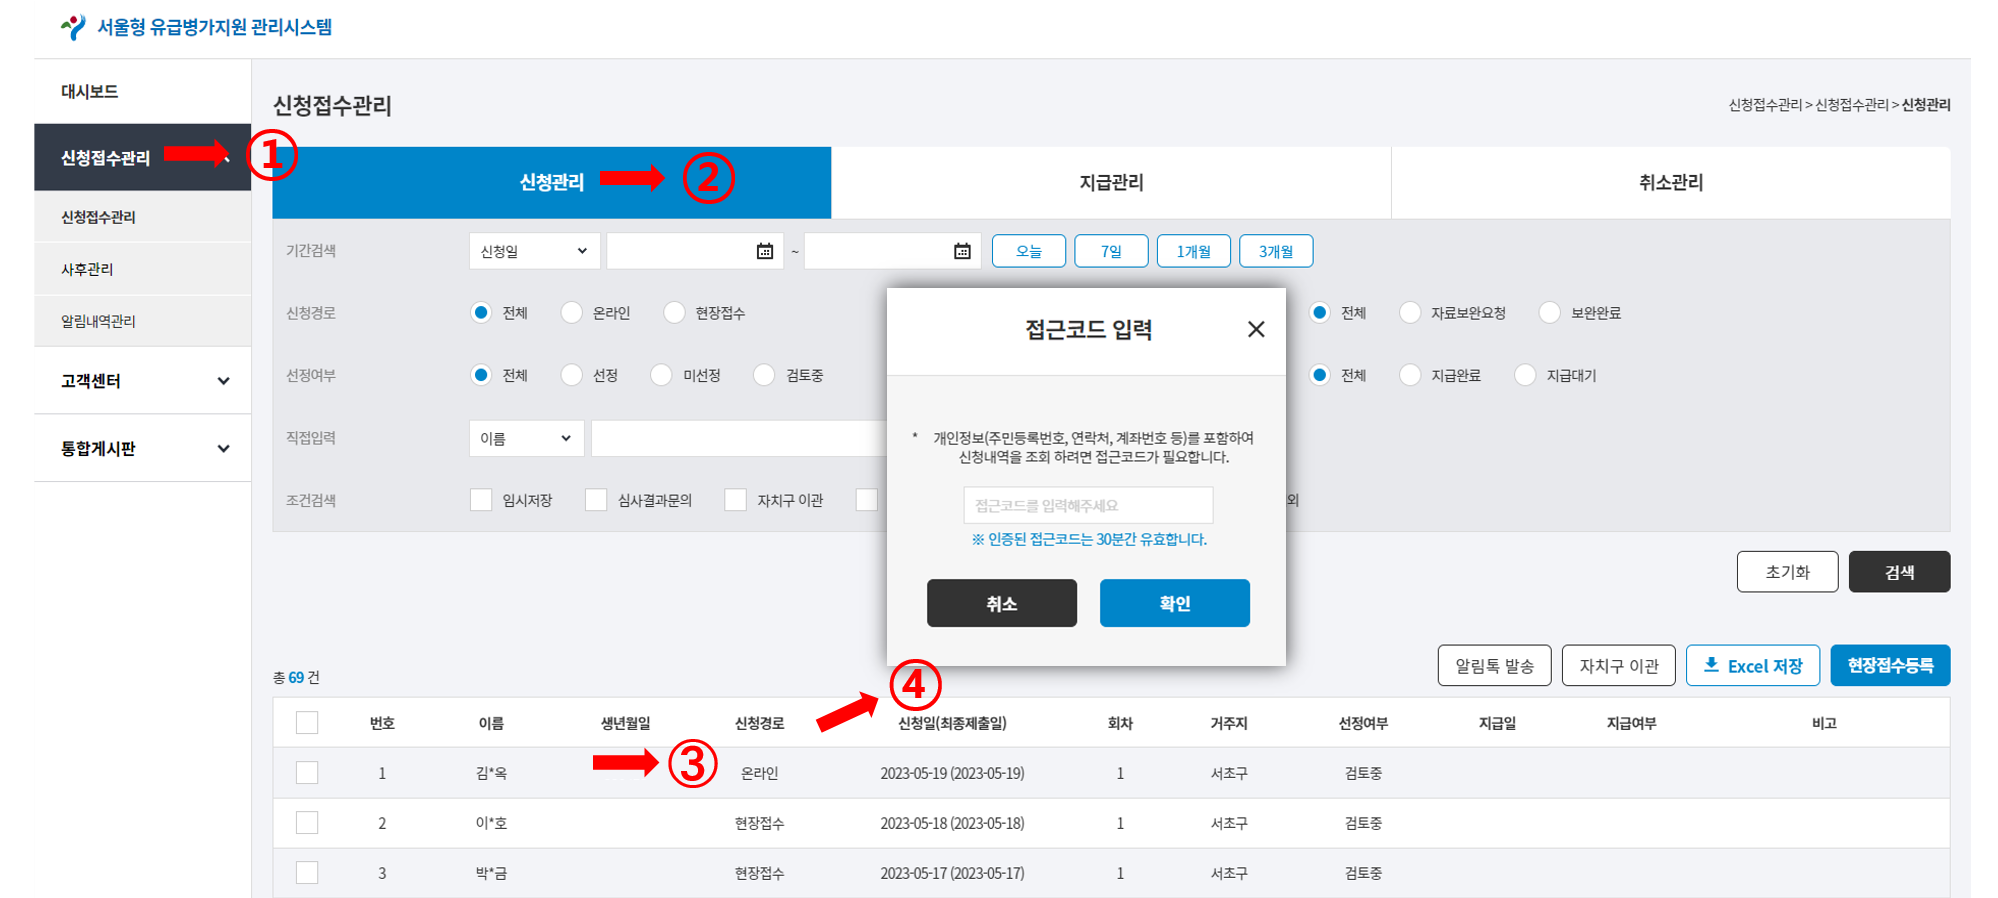 서울형 유급병가지원 관리시스템
대시보드
신청접수관리
①
신청접수관리
사후관리
알림내역관리
고객센터
통합게시판
신청접수관리
신청접수관리 > 신청접수관리 > 신청관리
신청관리 ② 지급관리 취소관리
기간검색 신청일 ~ 오늘 7일 1개월 3개월
신청경로 전체 온라인 현장접수 전체 자료보완요청 보완완료
선정여부 전체 선정 미선정 검토중 전체 지급완료 지급대기
직접입력 이름
조건검색 임시저장 심사결과문의 자치구 이관 외
접근코드 입력
* 개인정보(주민등록번호, 연락처, 계좌번호 등)를 포함하여
신청내역을 조회 하려면 접근코드가 필요합니다.
접근코드를 입력해주세요
※ 인증된 접근코드는 30분간 유효합니다.
취소 확인
초기화 검색
총 69 건
④
알림톡 발송 자치구 이관 Excel 저장 현장접수등록
번호 이름 생년월일 신청경로 신청일(최종제출일) 회차 거주지 선정여부 지급일 지급여부 비고
1 김*옥 ③ 온라인 2023-05-19 (2023-05-19) 1 서초구 검토중
2 이*호 현장접수 2023-05-18 (2023-05-18) 1 서초구 검토중
3 박*금 현장접수 2023-05-17 (2023-05-17) 1 서초구 검토중